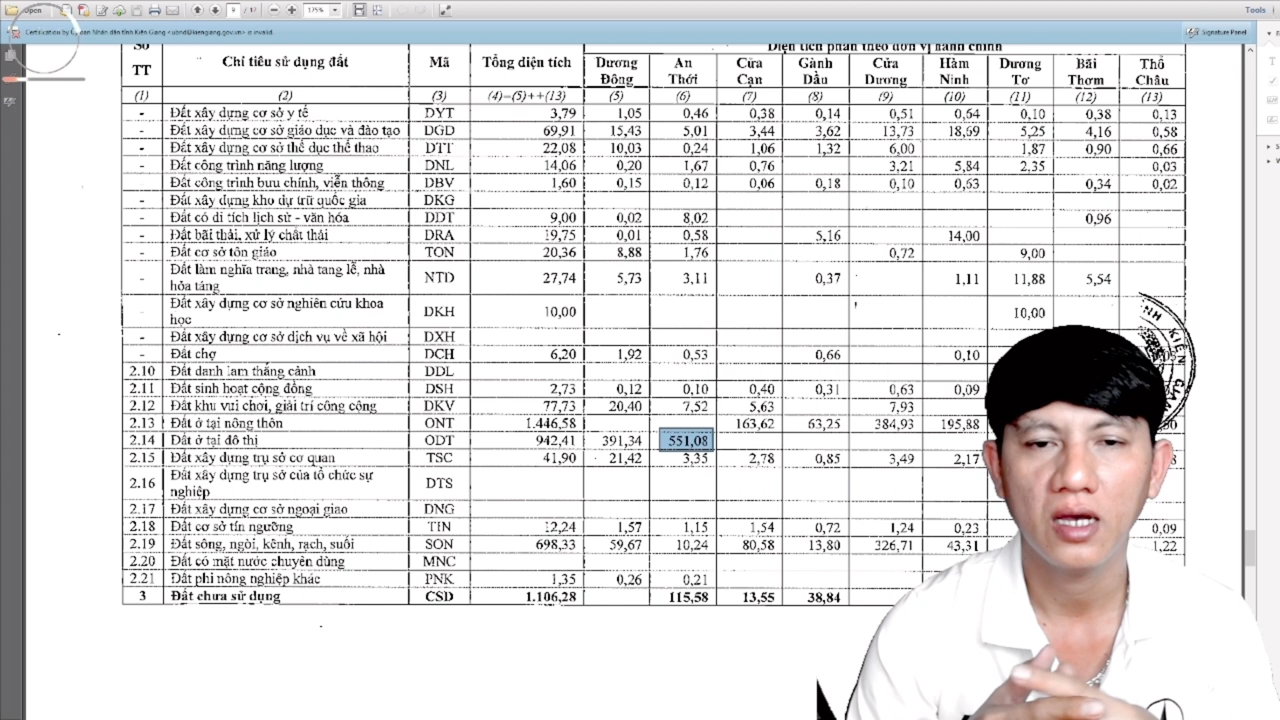 Open
9 / 17
175%
Tools
Certification by Ủy ban Nhân dân tỉnh Kiên Giang <ubnd@kiengiang.gov.vn> is invalid.
Signature Panel
Số TT Chỉ tiêu sử dụng đất Mã Tổng diện tích Diện tích phân theo đơn vị hành chính
Dương Đông An Thới Cửa Cạn Gành Dầu Cửa Dương Hàm Ninh Dương Tơ Bãi Thơm Thổ Châu
(1) (2) (3) (4)=(5)++(13) (5) (6) (7) (8) (9) (10) (11) (12) (13)
- Đất xây dựng cơ sở y tế DYT 3,79 1,05 0,46 0,38 0,14 0,51 0,64 0,10 0,38 0,13
- Đất xây dựng cơ sở giáo dục và đào tạo DGD 69,91 15,43 5,01 3,44 3,62 13,73 18,69 5,25 4,16 0,58
- Đất xây dựng cơ sở thể dục thể thao DTT 22,08 10,03 0,24 1,06 1,32 6,00 1,87 0,90 0,66
- Đất công trình năng lượng DNL 14,06 0,20 1,67 0,76 3,21 5,84 2,35 0,03
Đất công trình bưu chính, viễn thông DBV 1,60 0,15 0,12 0,06 0,18 0,10 0,63 0,34 0,02
- Đất xây dựng kho dự trữ quốc gia DKG
- Đất có di tích lịch sử - văn hóa DDT 9,00 0,02 8,02 0,96
- Đất bãi thải, xử lý chất thải DRA 19,75 0,01 0,58 5,16 14,00
- Đất cơ sở tôn giáo TON 20,36 8,88 1,76 0,72 9,00
- Đất làm nghĩa trang, nhà tang lễ, nhà
hỏa táng NTD 27,74 5,73 3,11 0,37 1,11 11,88 5,54
Đất xây dựng cơ sở nghiên cứu khoa
học DKH 10,00 10,00
- Đất xây dựng cơ sở dịch vụ về xã hội DXH
- Đất chợ DCH 6,20 1,92 0,53 0,66 0,10
2.10 Đất danh lam thắng cảnh DDL
2.11 Đất sinh hoạt cộng đồng DSH 2,73 0,12 0,10 0,40 0,31 0,63 0,09
2.12 Đất khu vui chơi, giải trí công cộng DKV 77,73 20,40 7,52 5,63 7,93
2.13 Đất ở tại nông thôn ONT 1.446,58 163,62 63,25 384,93 195,88
2.14 Đất ở tại đô thị ODT 942,41 391,34 551,08
2.15 Đất xây dựng trụ sở cơ quan TSC 41,90 21,42 3,35 2,78 0,85 3,49 2,17
2.16 Đất xây dựng trụ sở của tổ chức sự
nghiệp DTS
2.17 Đất xây dựng cơ sở ngoại giao DNG
2.18 Đất cơ sở tín ngưỡng TIN 12,24 1,57 1,15 1,54 0,72 1,24 0,23 0,09
2.19 Đất sông, ngòi, kênh, rạch, suối SON 698,33 59,67 10,24 80,58 13,80 326,71 43,31 1,22
2.20 Đất có mặt nước chuyên dùng MNC
2.21 Đất phi nông nghiệp khác PNK 1,35 0,26 0,21
3 Đất chưa sử dụng CSD 1.106,28 115,58 13,55 38,84